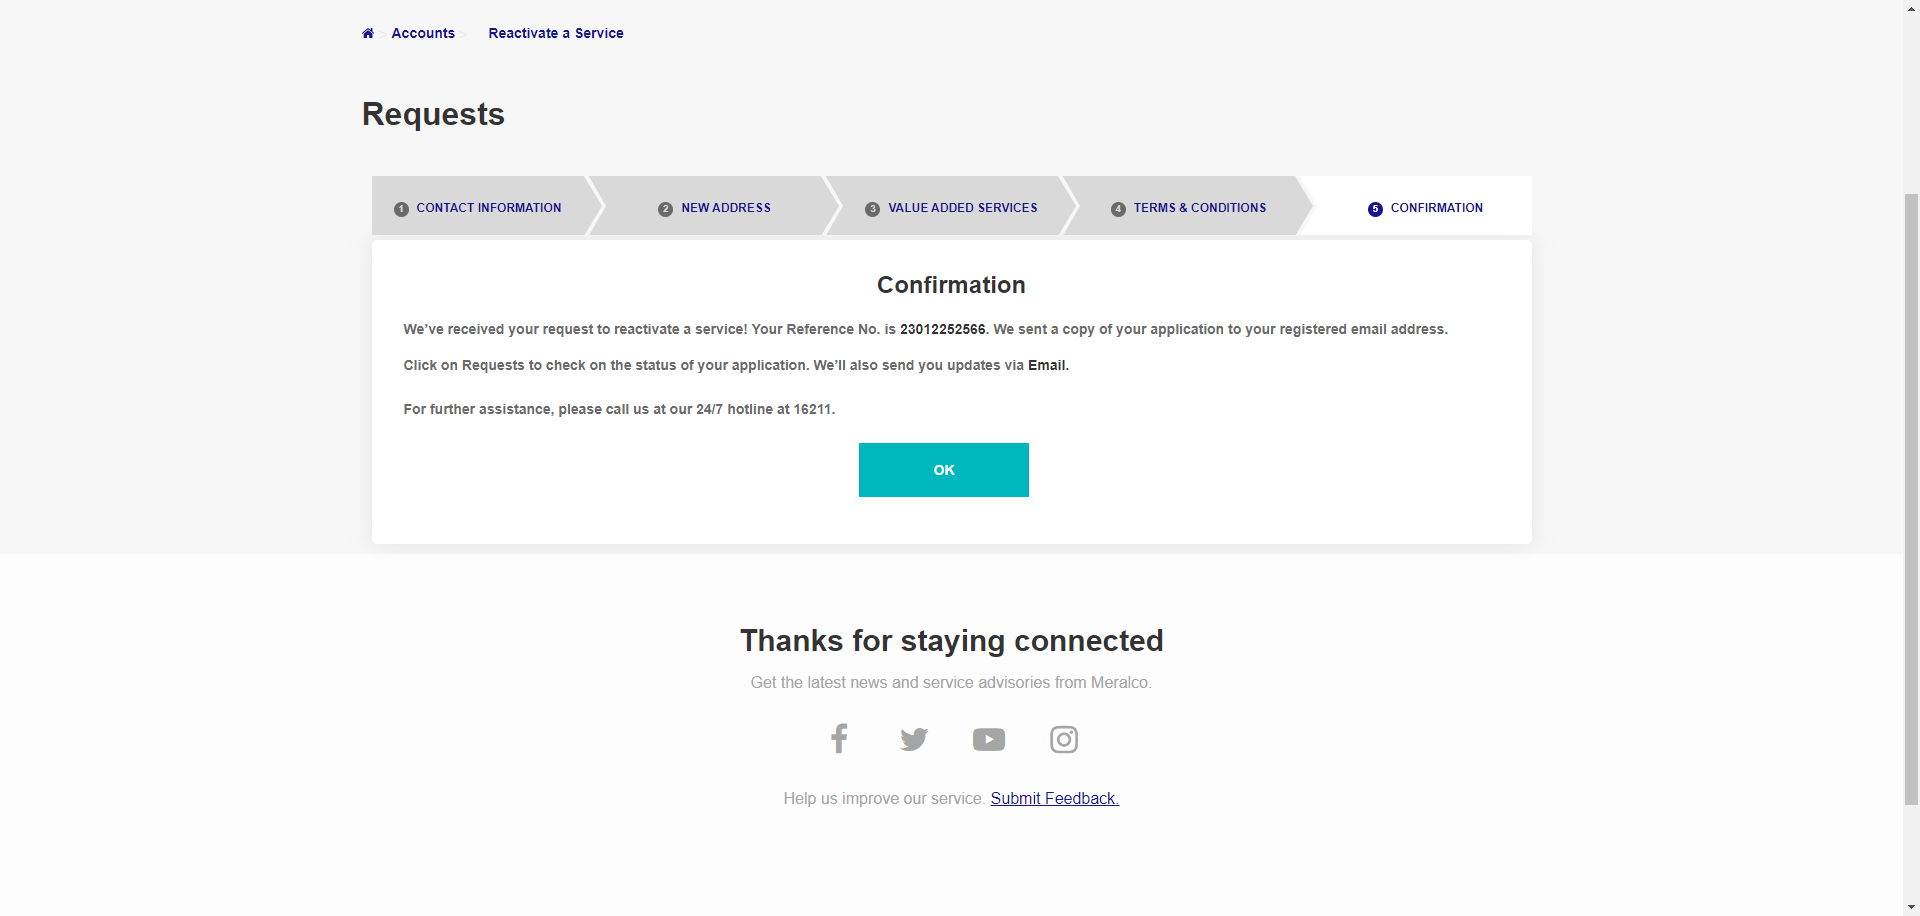 > Accounts > Reactivate a Service
Requests
1 CONTACT INFORMATION 2 NEW ADDRESS 3 VALUE ADDED SERVICES 4 TERMS & CONDITIONS 5 CONFIRMATION
Confirmation
We’ve received your request to reactivate a service! Your Reference No. is 23012252566. We sent a copy of your application to your registered email address.
Click on Requests to check on the status of your application. We’ll also send you updates via Email.
For further assistance, please call us at our 24/7 hotline at 16211.
OK
Thanks for staying connected
Get the latest news and service advisories from Meralco.
Help us improve our service. Submit Feedback.